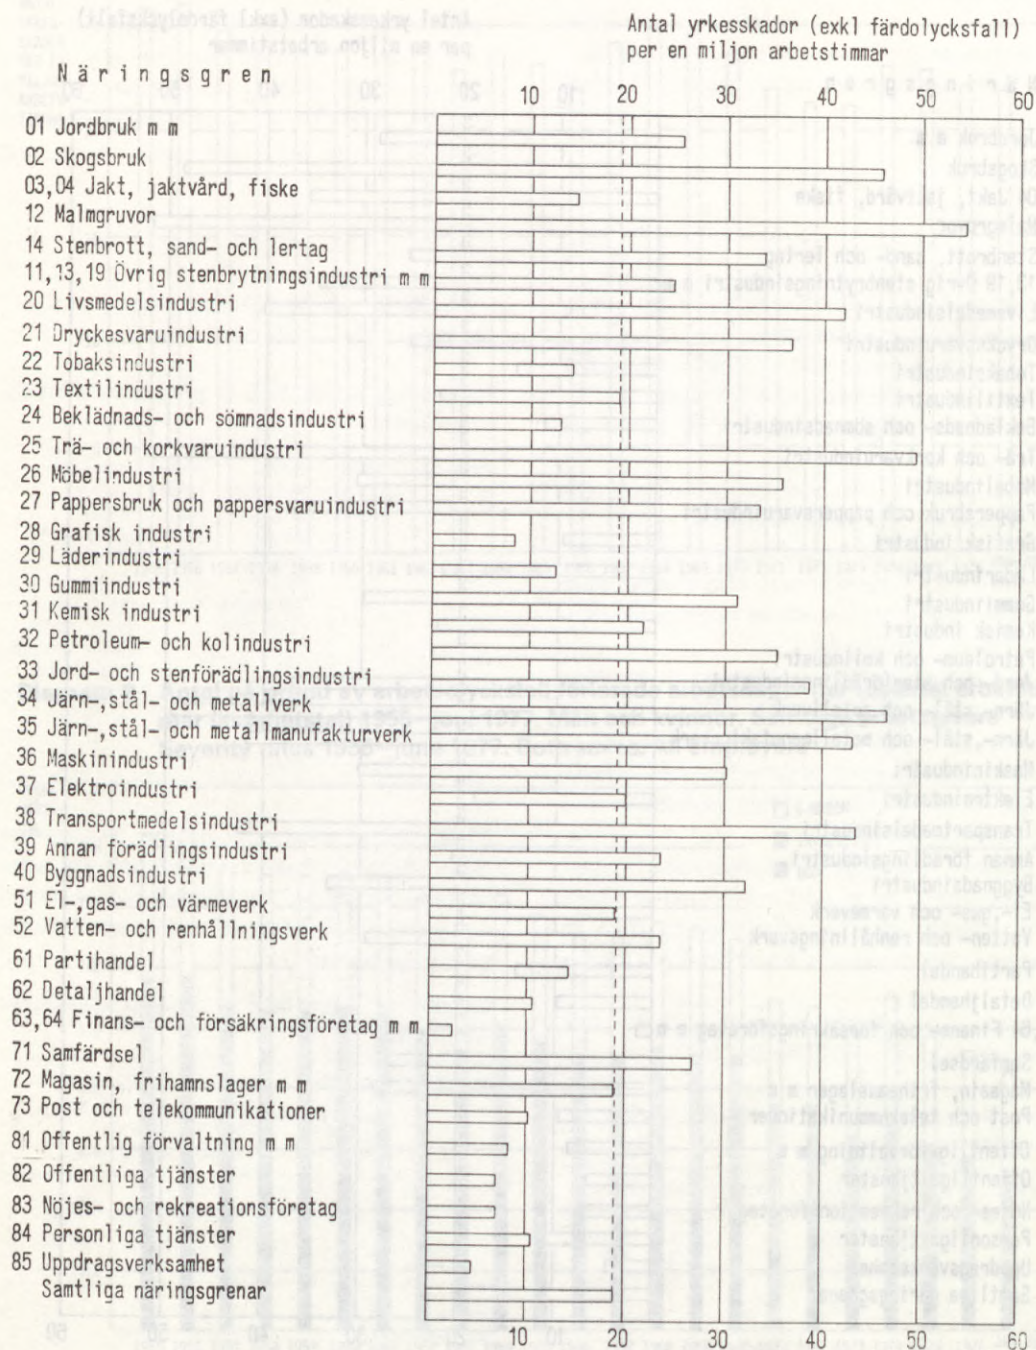 Antal yrkesskador (exkl färdolycksfall)
per en miljon arbetstimmar
Näringsgren
10 20 30 40 50 60
01 Jordbruk m m
02 Skogsbruk
03,04 Jakt, jaktvård, fiske
12 Malmgruvor
14 Stenbrott, sand- och lertag
11,13,19 Övrig stenbrytningsindustri m m
20 Livsmedelsindustri
21 Dryckesvaruindustri
22 Tobaksindustri
23 Textilindustri
24 Beklädnads- och sömnadsindustri
25 Trä- och korkvaruindustri
26 Möbelindustri
27 Pappersbruk och pappersvaruindustri
28 Grafisk industri
29 Läderindustri
30 Gummiindustri
31 Kemisk industri
32 Petroleum- och kolindustri
33 Jord- och stenförädlingsindustri
34 Järn-,stål- och metallverk
35 Järn-,stål- och metallmanufakturverk
36 Maskinindustri
37 Elektroindustri
38 Transportmedelsindustri
39 Annan förädlingsindustri
40 Byggnadsindustri
51 El-,gas- och värmeverk
52 Vatten- och renhållningsverk
61 Partihandel
62 Detaljhandel
63,64 Finans- och försäkringsföretag m m
71 Samfärdsel
72 Magasin, frihamnslager m m
73 Post och telekommunikationer
81 Offentlig förvaltning m m
82 Offentliga tjänster
83 Nöjes- och rekreationsföretag
84 Personliga tjänster
85 Uppdragsverksamhet
Samtliga näringsgrenar
10 20 30 40 50 60